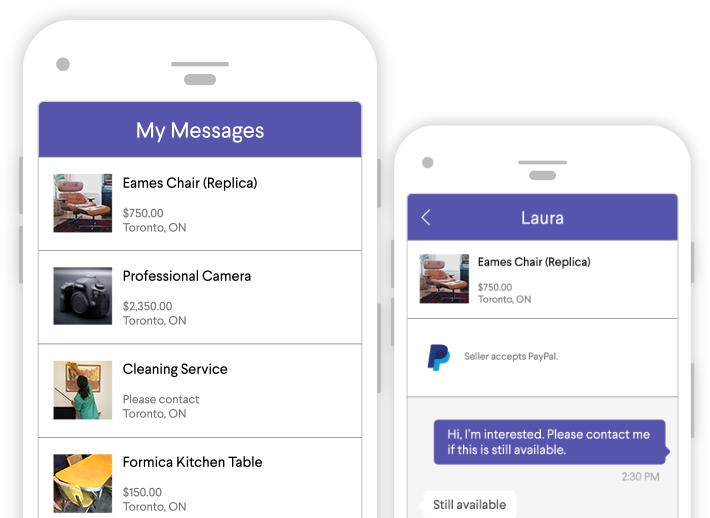 My Messages
Eames Chair (Replica)
$750.00
Toronto, ON
Professional Camera
$2,350.00
Toronto, ON
Cleaning Service
Please contact
Toronto, ON
Formica Kitchen Table
$150.00
Toronto, ON
Laura
Eames Chair (Replica)
$750.00
Toronto, ON
Seller accepts PayPal.
Hi, I'm interested. Please contact me
if this is still available.
2:30 PM
Still available